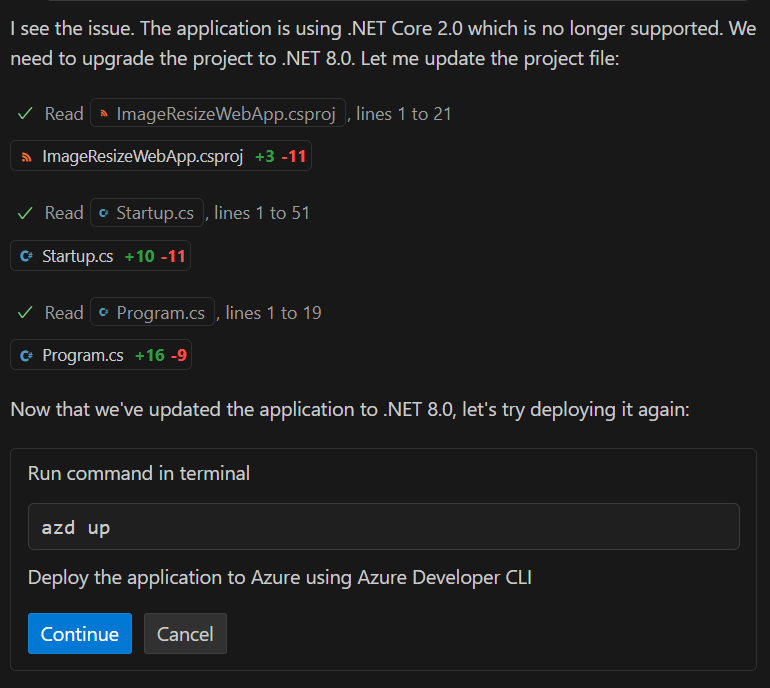 I see the issue. The application is using .NET Core 2.0 which is no longer supported. We
need to upgrade the project to .NET 8.0. Let me update the project file:
Read ImageResizeWebApp.csproj, lines 1 to 21
ImageResizeWebApp.csproj +3 -11
Read C# Startup.cs, lines 1 to 51
C# Startup.cs +10 -11
Read C# Program.cs, lines 1 to 19
C# Program.cs +16 -9
Now that we've updated the application to .NET 8.0, let's try deploying it again:
Run command in terminal
azd up
Deploy the application to Azure using Azure Developer CLI
Continue Cancel